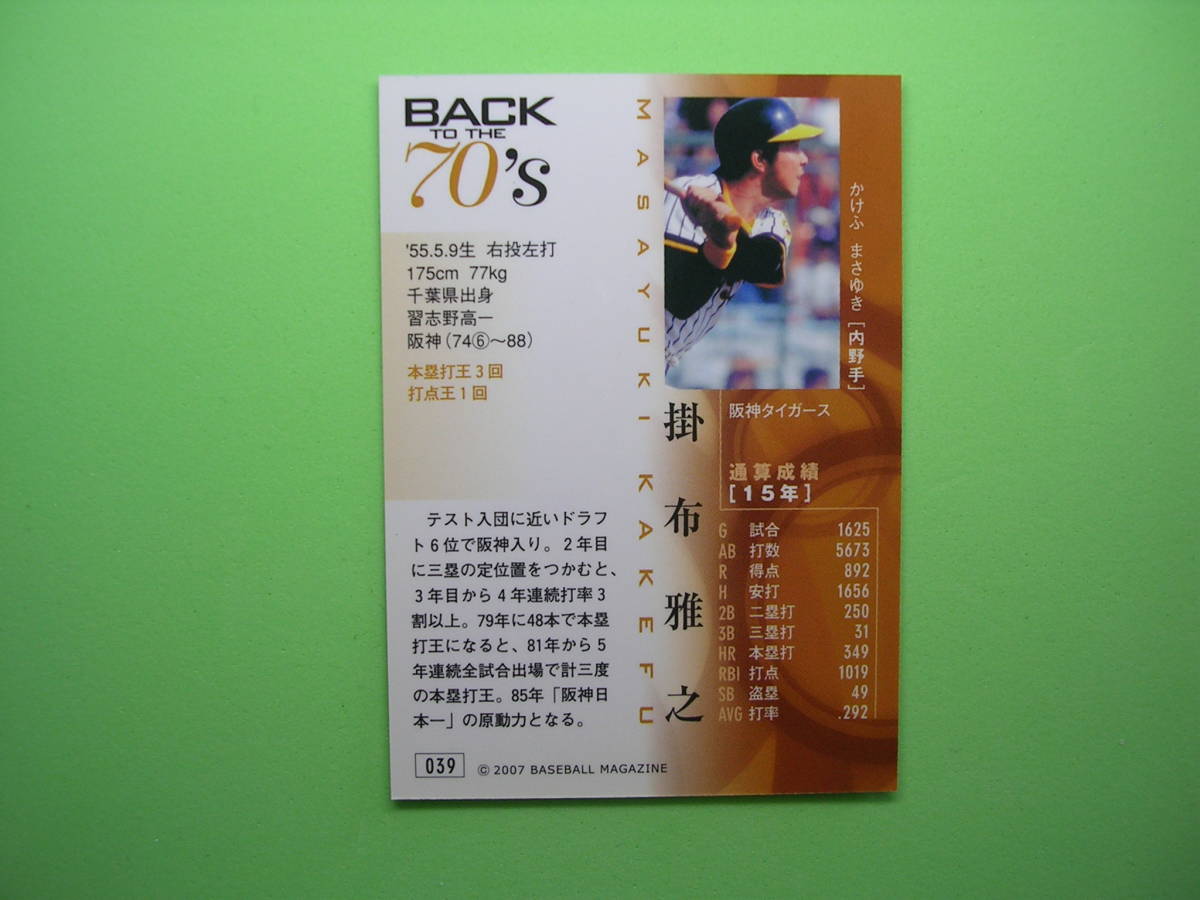 BACK
TO THE
70's
'55.5.9生 右投左打
175cm 77kg
千葉県出身
習志野高ー
阪神(74⑥〜88)
本塁打王3回
打点王1回
テスト入団に近いドラフ
ト6位で阪神入り。2年目
に三塁の定位置をつかむと、
3年目から4年連続打率3
割以上。79年に48本で本塁
打王になると、81年から5
年連続全試合出場で計三度
の本塁打王。85年「阪神日
本一」の原動力となる。
039
© 2007 BASEBALL MAGAZINE
MASAYUKI KAKEFU
掛布雅之
かけふ まさゆき [内野手]
阪神タイガース
通算成績
[15年]
G 試合 1625
AB 打数 5673
R 得点 892
H 安打 1656
2B 二塁打 250
3B 三塁打 31
HR 本塁打 349
RBI 打点 1019
SB 盗塁 49
AVG 打率 .292